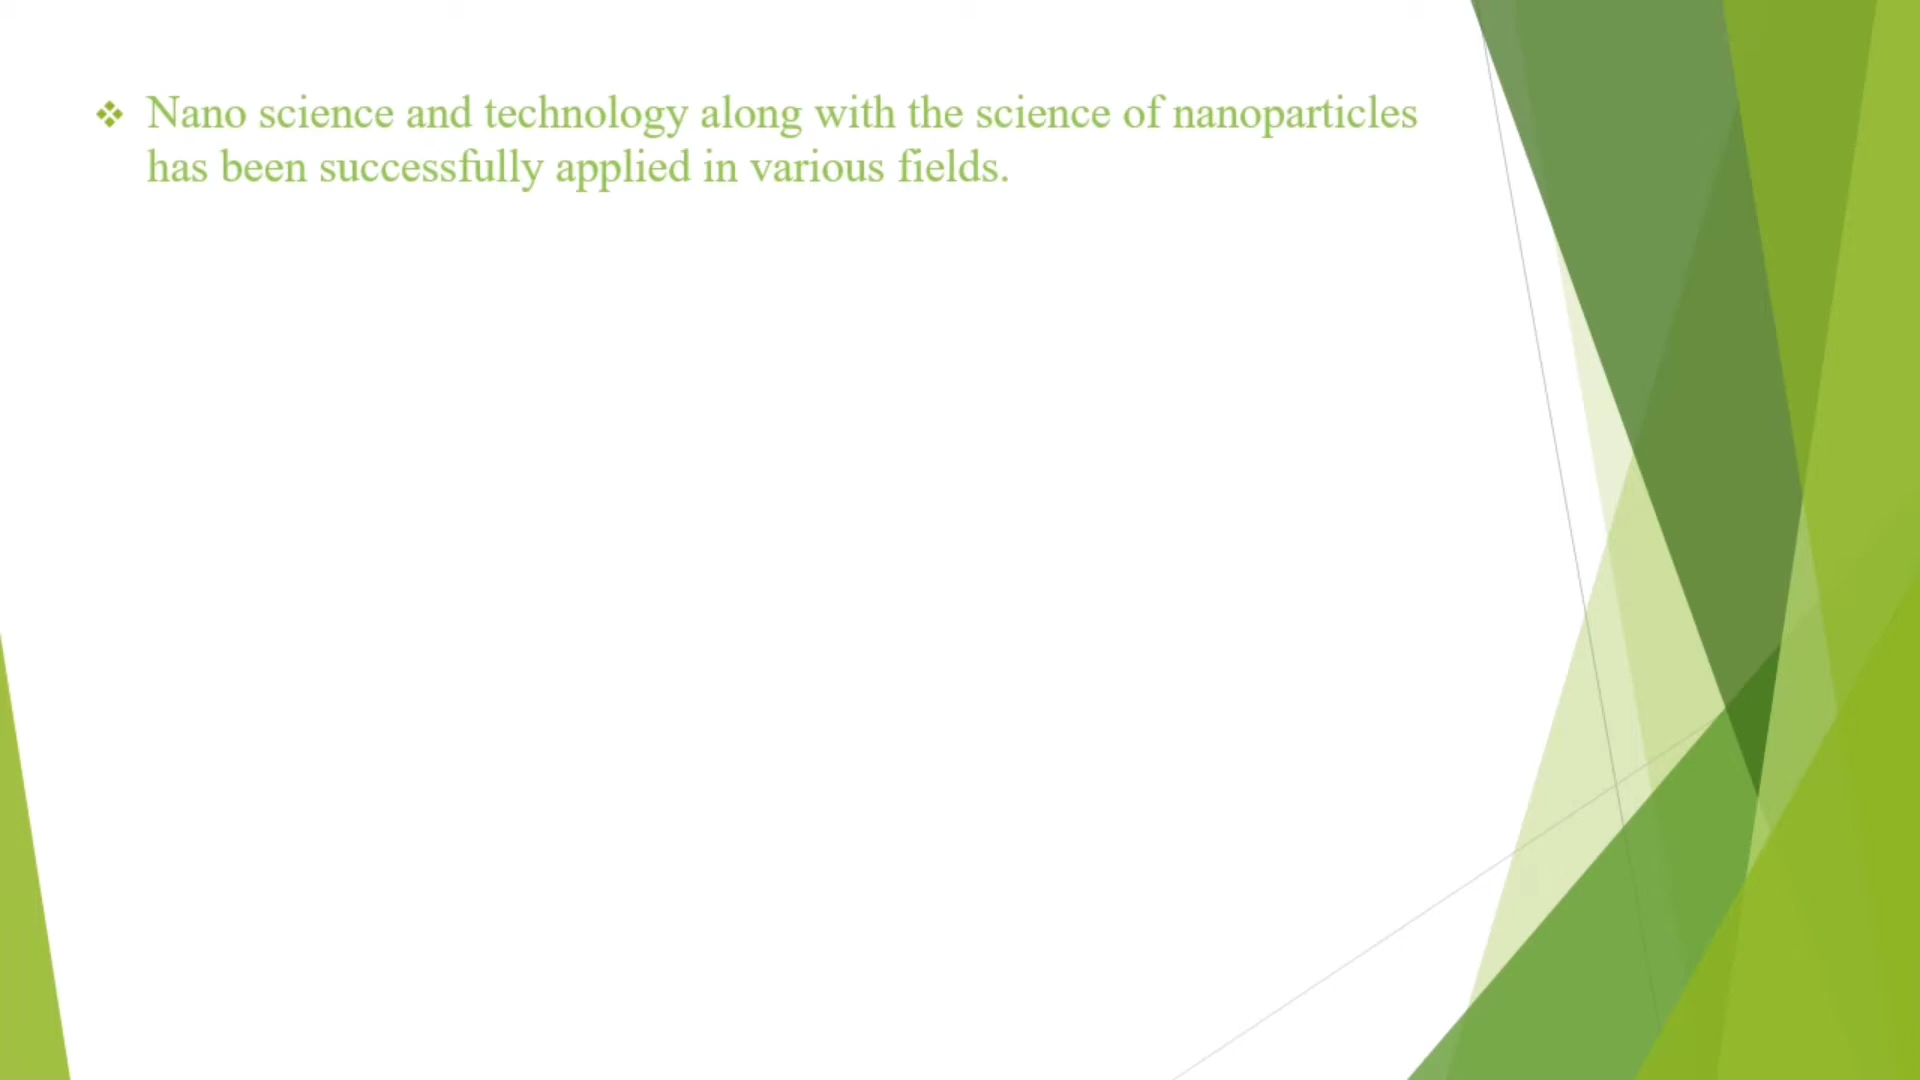 ❖ Nano science and technology along with the science of nanoparticles
has been successfully applied in various fields.